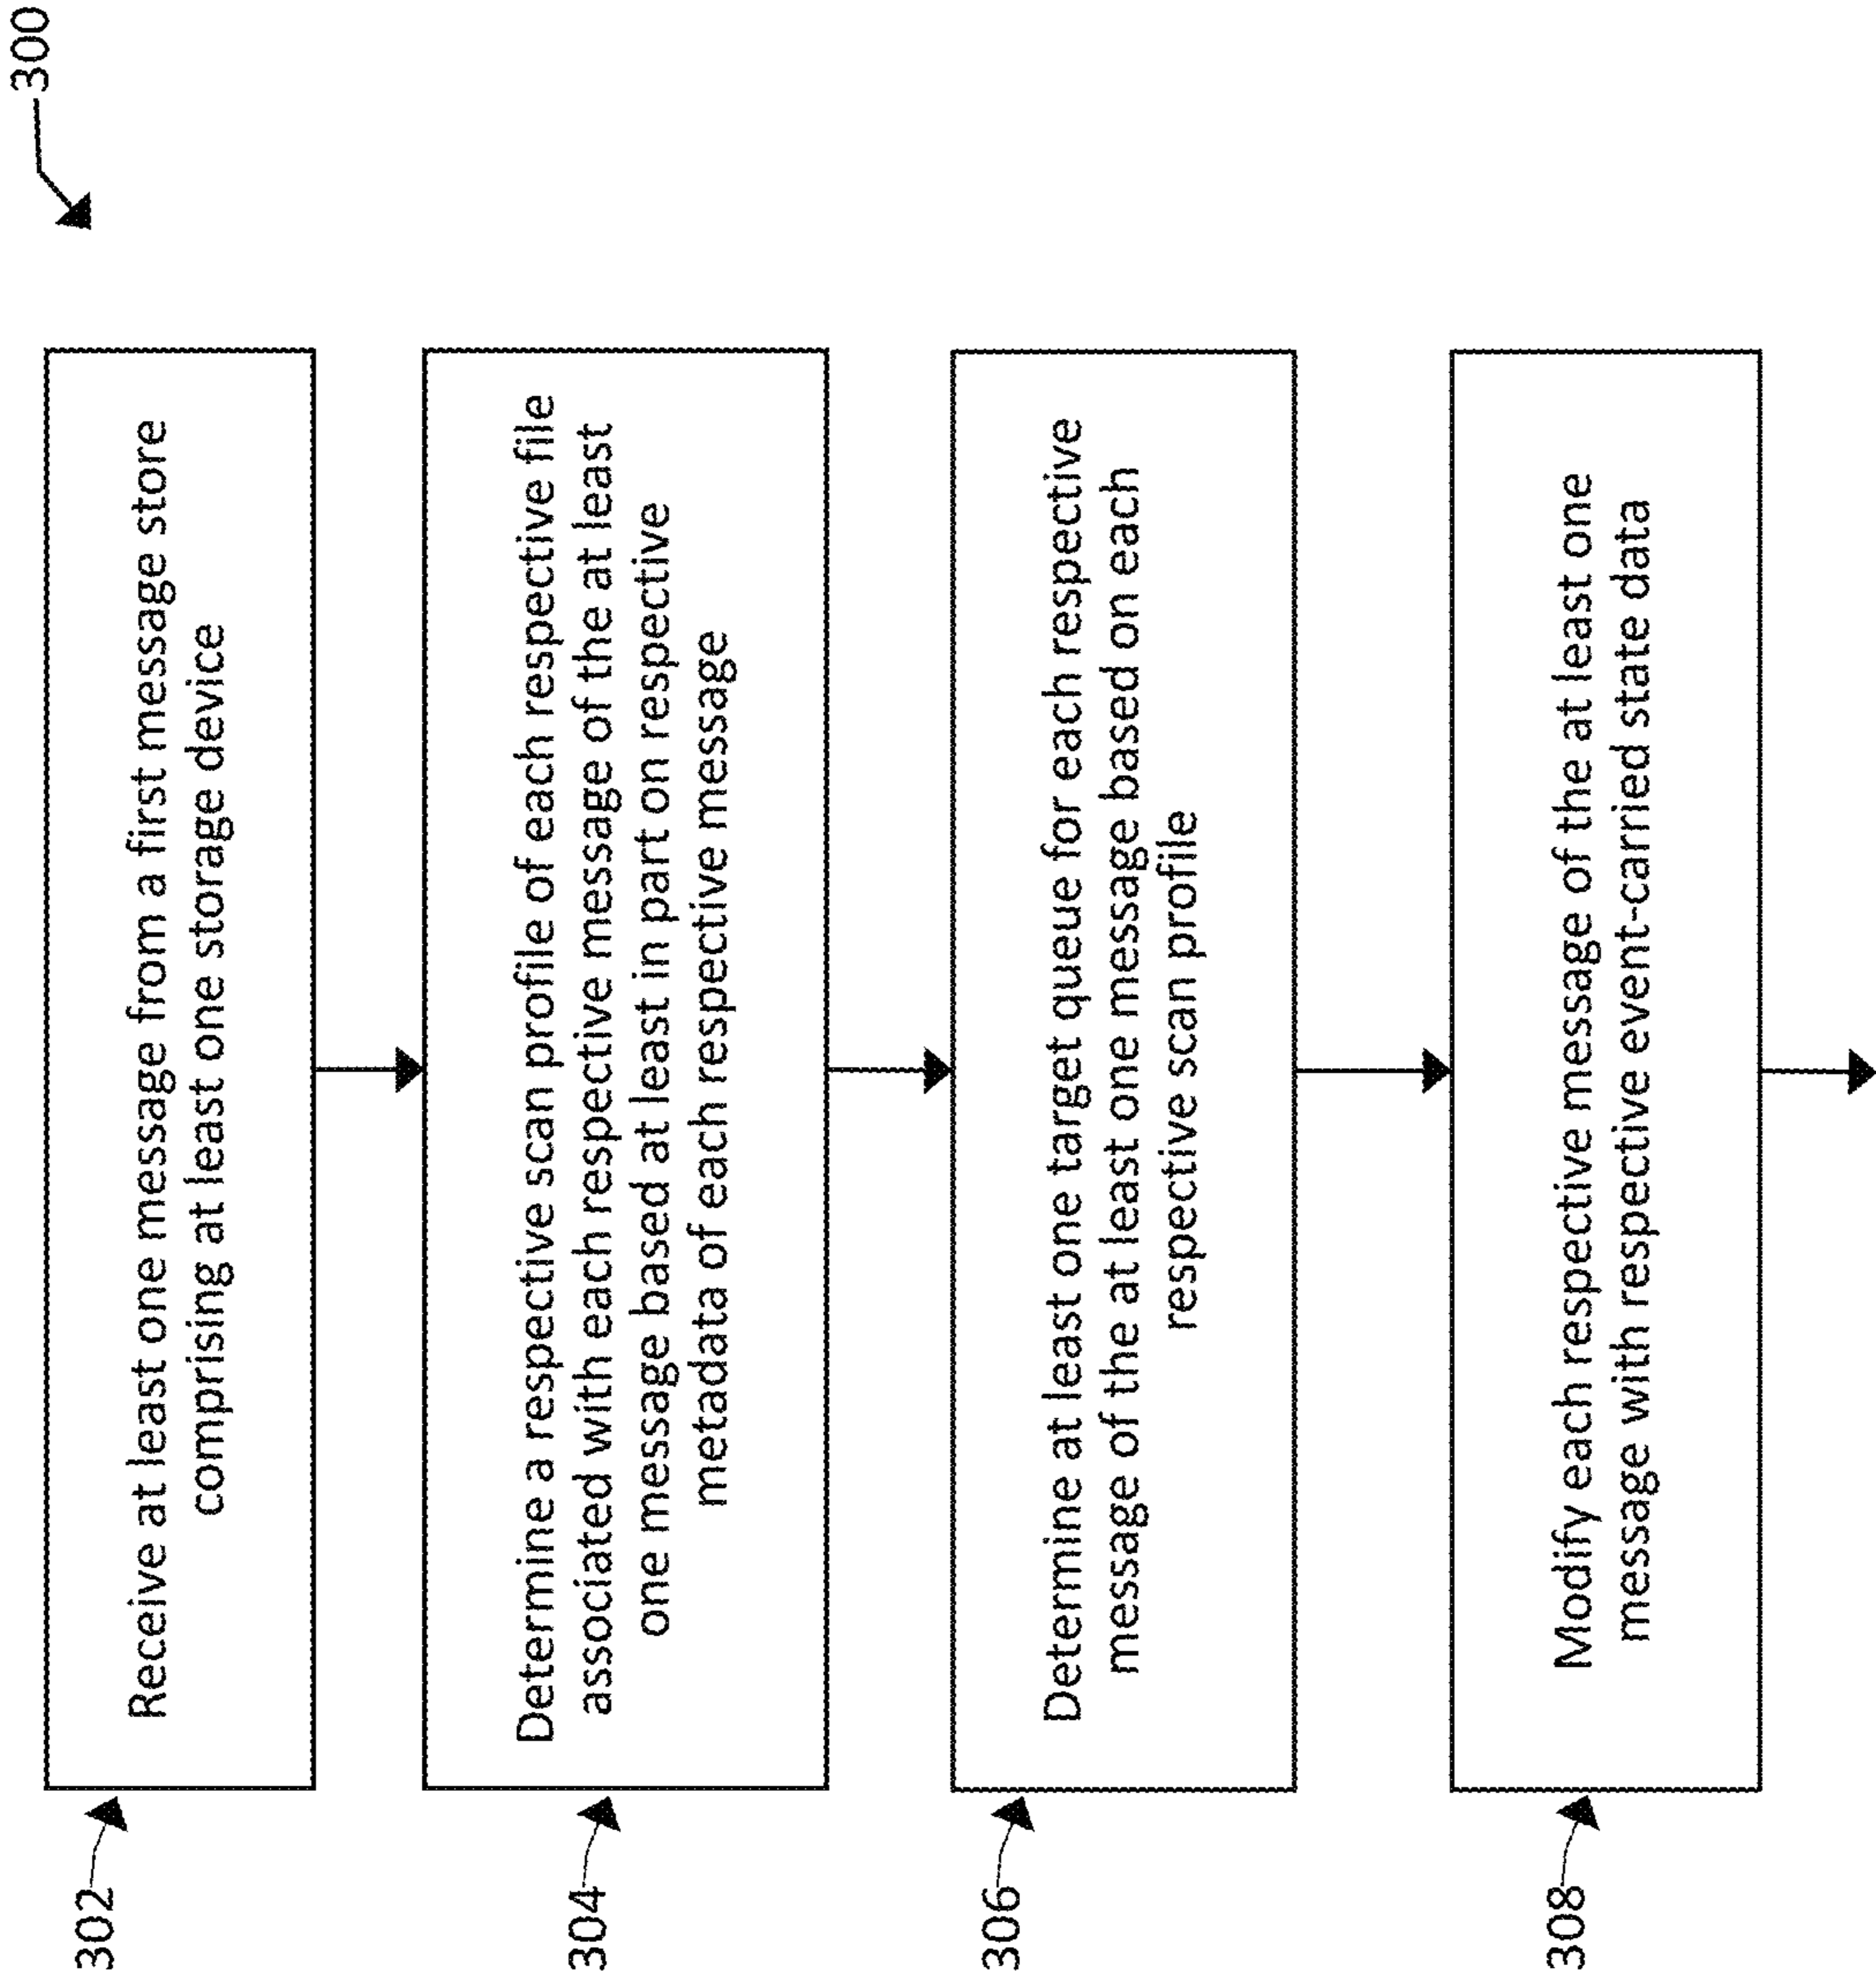 300
302
Receive at least one message from a first message store
comprising at least one storage device
304
Determine a respective scan profile of each respective file
associated with each respective message of the at least
one message based at least in part on respective
metadata of each respective message
306
Determine at least one target queue for each respective
message of the at least one message based on each
respective scan profile
308
Modify each respective message of the at least one
message with respective event-carried state data